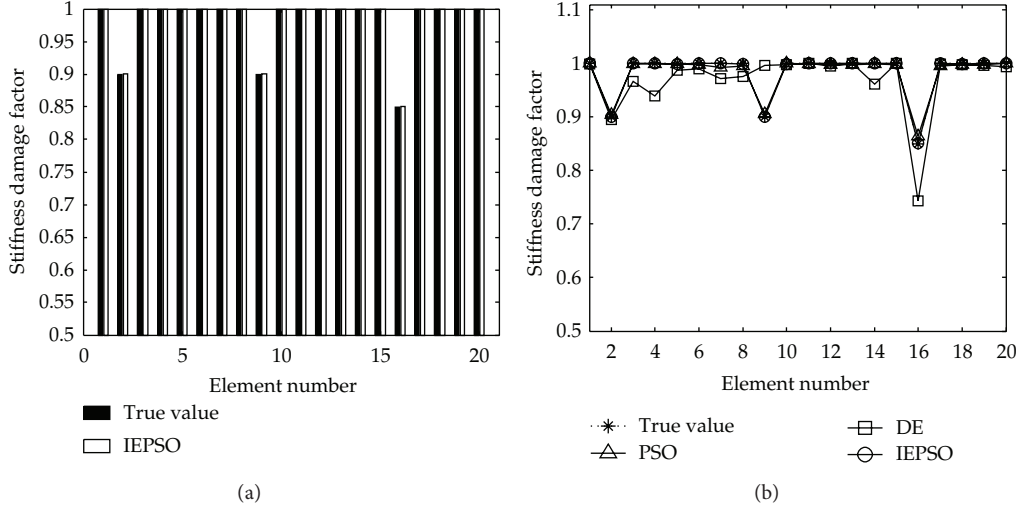 1
0.95
0.9
0.85
0.8
0.75
0.7
0.65
0.6
0.55
0.5
Stiffness damage factor
0 5 10 15 20
Element number
True value
IEPSO
(a)
1.1
1
0.9
0.8
0.7
0.6
0.5
Stiffness damage factor
2 4 6 8 10 12 14 16 18 20
Element number
True value
PSO
DE
IEPSO
(b)